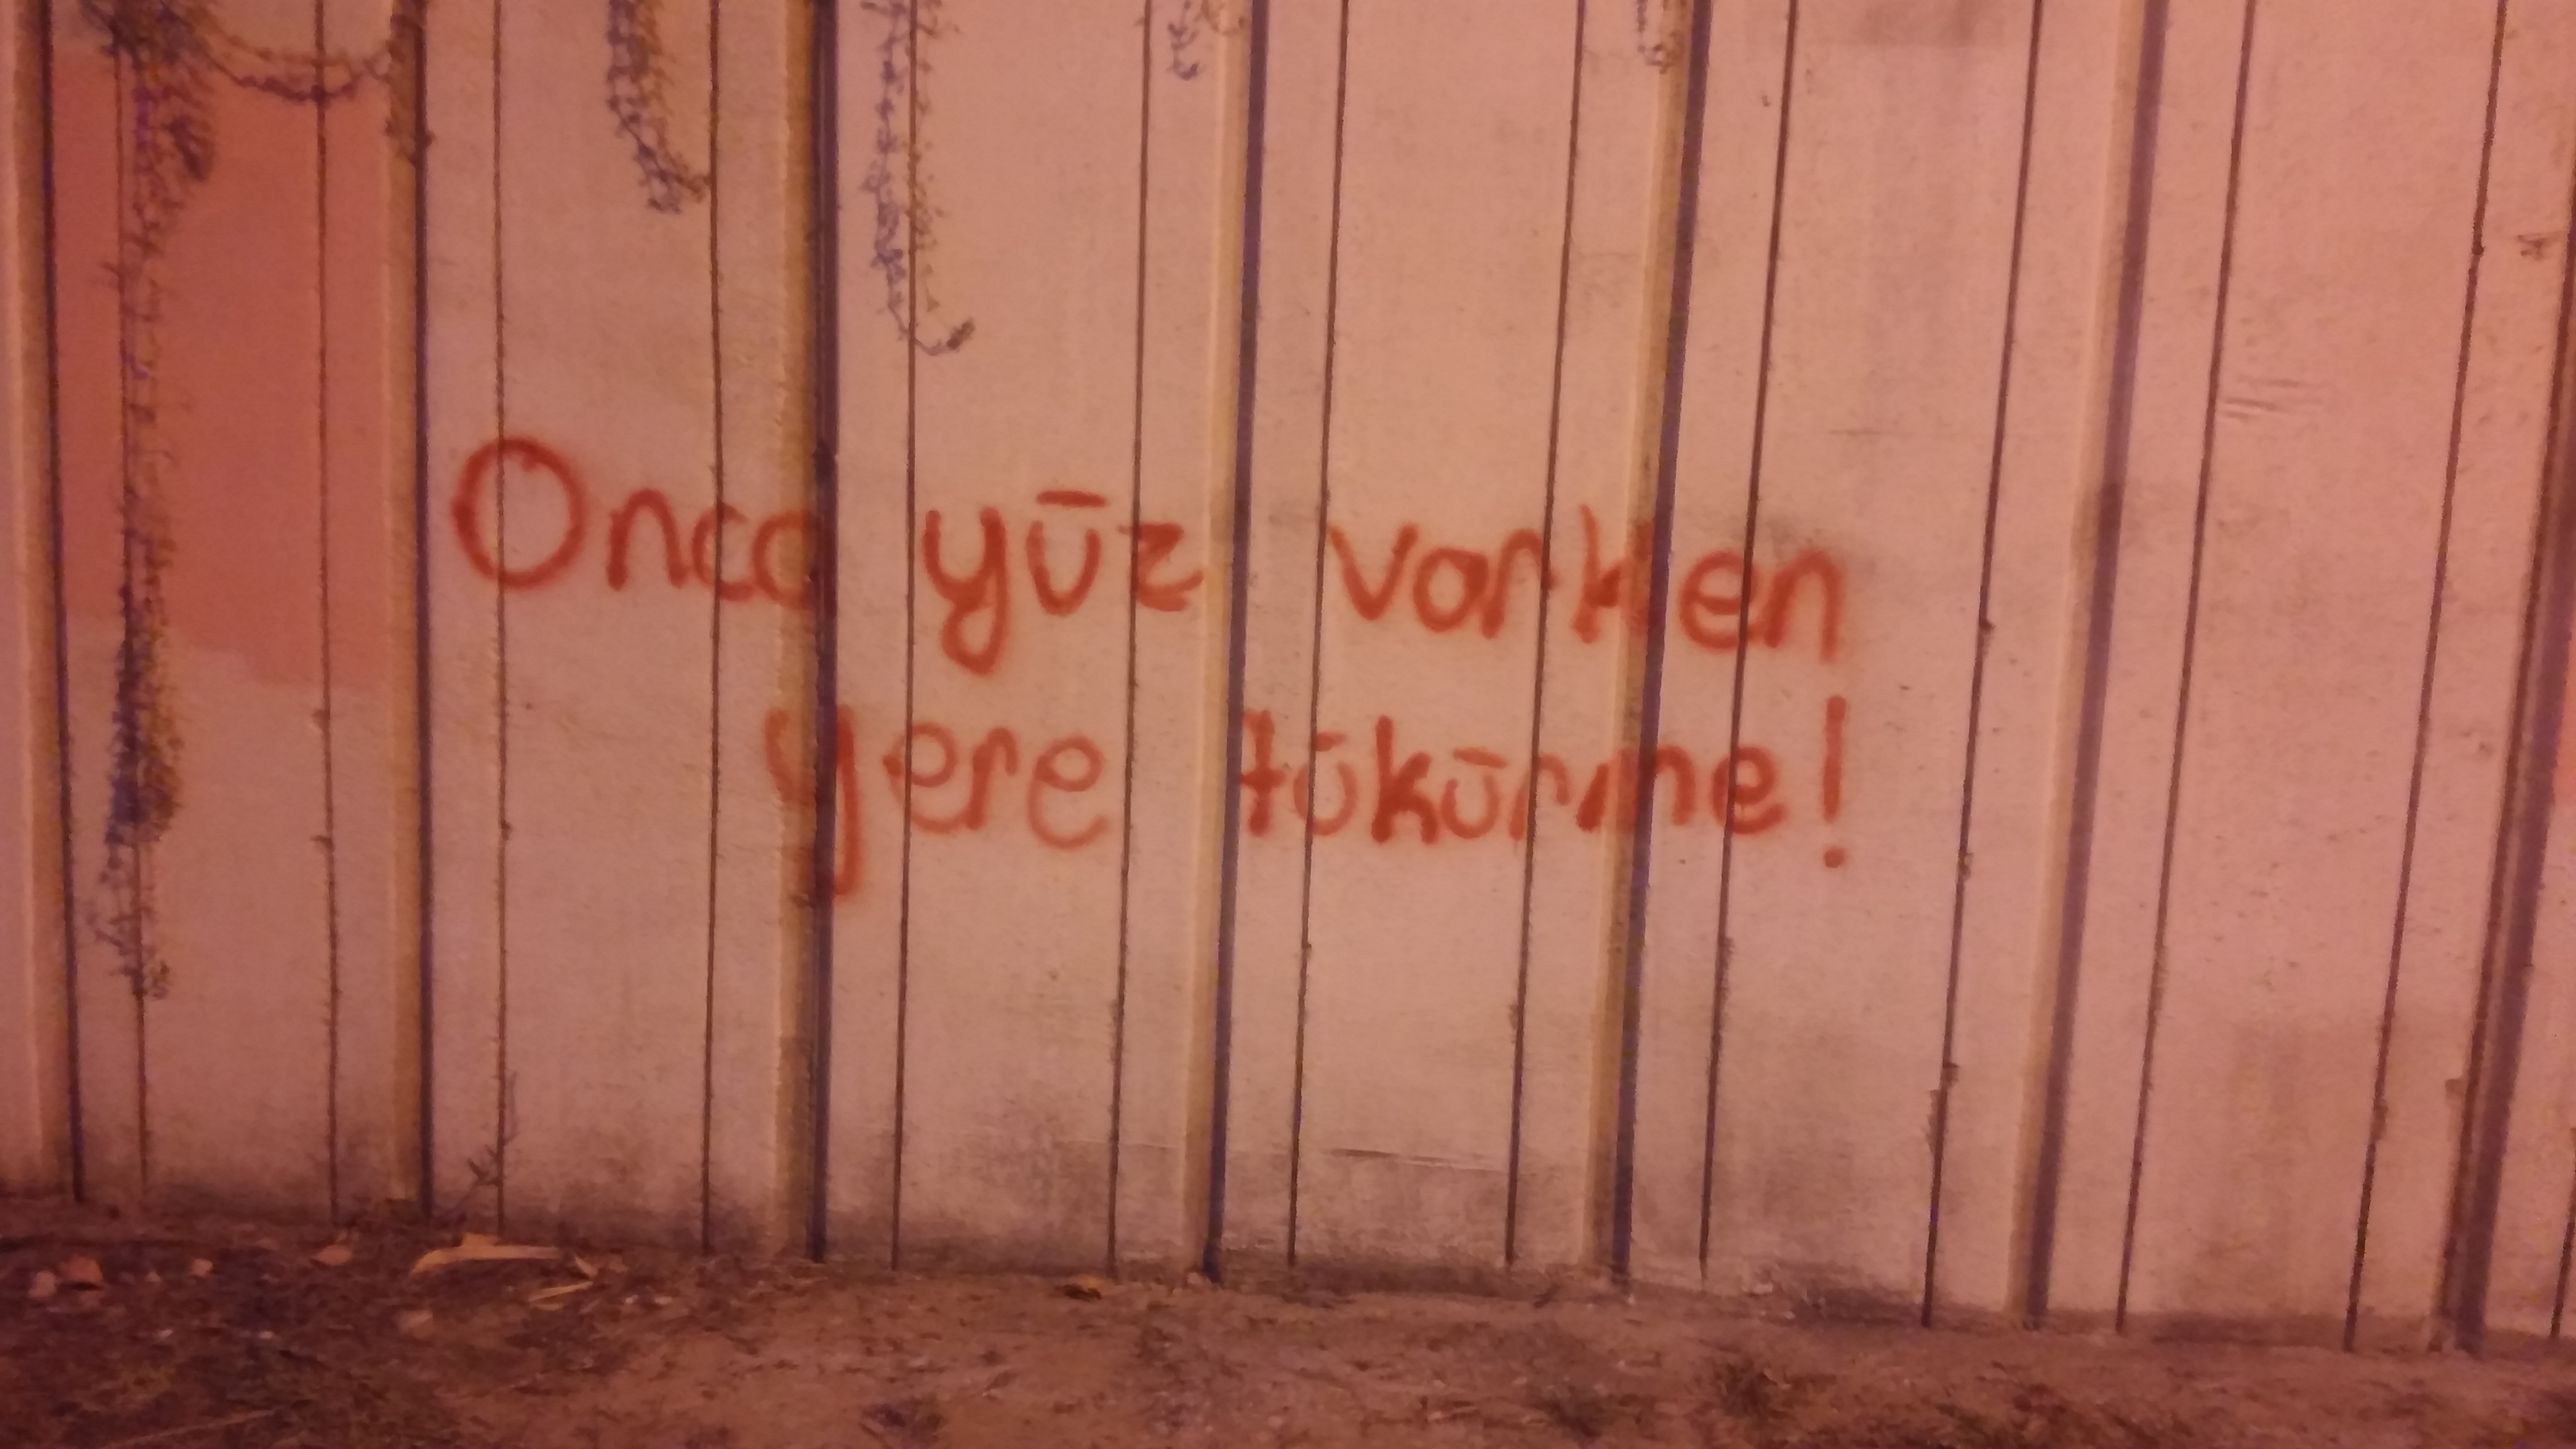 Onca yüz varken
yere tükürme!